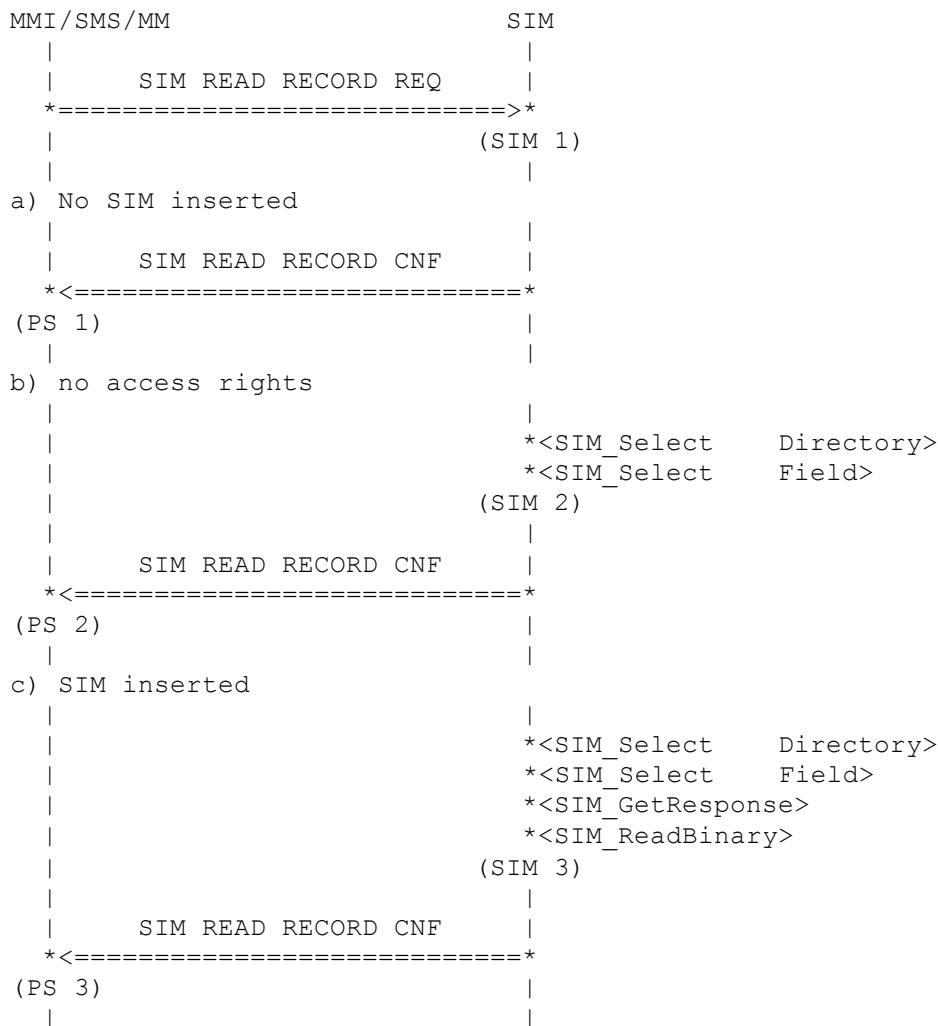 MMI/SMS/MM                     SIM
  |                             |
  |     SIM READ RECORD REQ     |
  *============================>*
  |                          (SIM 1)
  |                             |
a) No SIM inserted
  |                             |
  |     SIM READ RECORD CNF     |
  *<============================*
(PS 1)                          |
  |                             |
b) no access rights
  |                             |
  |                             *<SIM_Select    Directory>
  |                             *<SIM_Select    Field>
  |                          (SIM 2)
  |                             |
  |     SIM READ RECORD CNF     |
  *<============================*
(PS 2)                          |
  |                             |
c) SIM inserted
  |                             |
  |                             *<SIM_Select    Directory>
  |                             *<SIM_Select    Field>
  |                             *<SIM_GetResponse>
  |                             *<SIM_ReadBinary>
  |                          (SIM 3)
  |                             |
  |     SIM READ RECORD CNF     |
  *<============================*
(PS 3)                          |
  |                             |